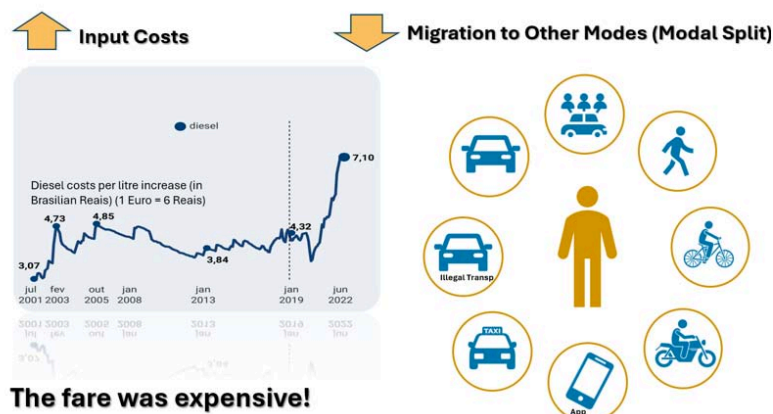 Input Costs
Migration to Other Modes (Modal Split)
diesel
7,10
Diesel costs per litre increase (in
Brasilian Reais) (1 Euro = 6 Reais)
4,73
4,85
4,32
3,84
3,07
jul fev out jan jan jan jun
2001 2003 2005 2008 2013 2019 2022
Illegal Transp
TAXI
App
The fare was expensive!